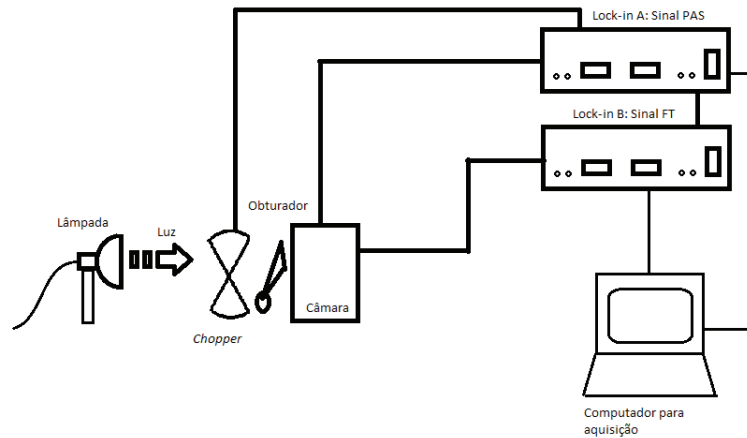 Lock-in A: Sinal PAS
Lock-in B: Sinal FT
Obturador
Lâmpada
Luz
Câmara
Chopper
Computador para
aquisição